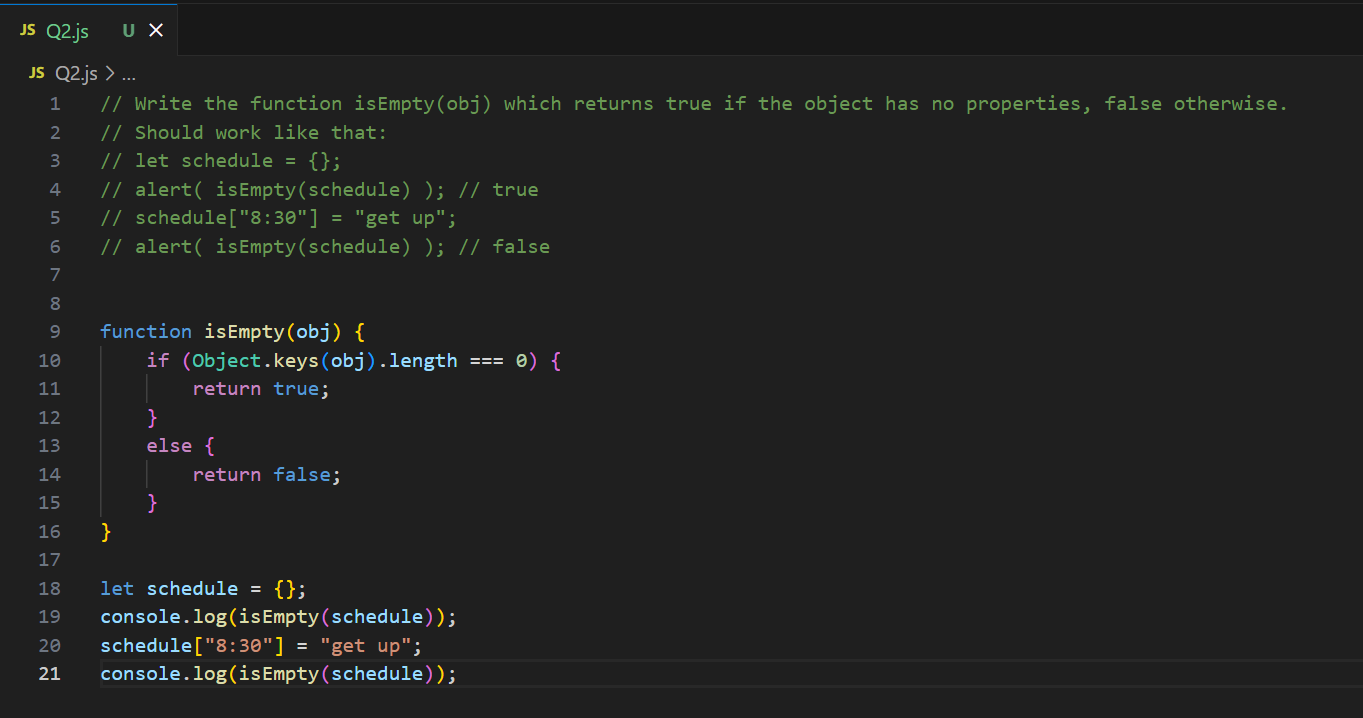 JS Q2.js U ×
JS Q2.js > ...
1 // Write the function isEmpty(obj) which returns true if the object has no properties, false otherwise.
2 // Should work like that:
3 // let schedule = {};
4 // alert( isEmpty(schedule) ); // true
5 // schedule["8:30"] = "get up";
6 // alert( isEmpty(schedule) ); // false
7
8
9 function isEmpty(obj) {
10     if (Object.keys(obj).length === 0) {
11         return true;
12     }
13     else {
14         return false;
15     }
16 }
17
18 let schedule = {};
19 console.log(isEmpty(schedule));
20 schedule["8:30"] = "get up";
21 console.log(isEmpty(schedule));